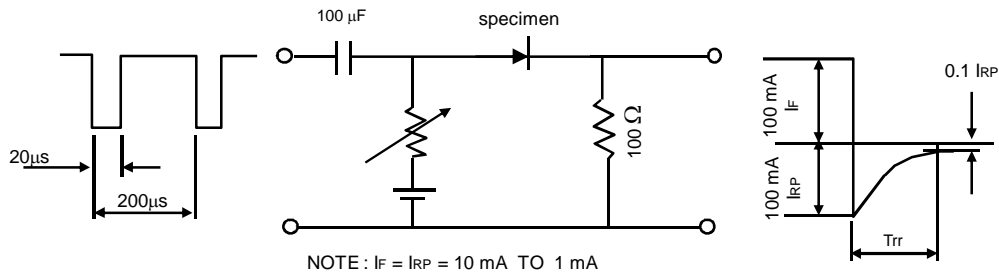 100 μF
specimen
20μs
200μs
100 Ω
100 mA
IF
100 mA
IRP
0.1 IRP
Trr
NOTE : IF = IRP = 10 mA TO 1 mA